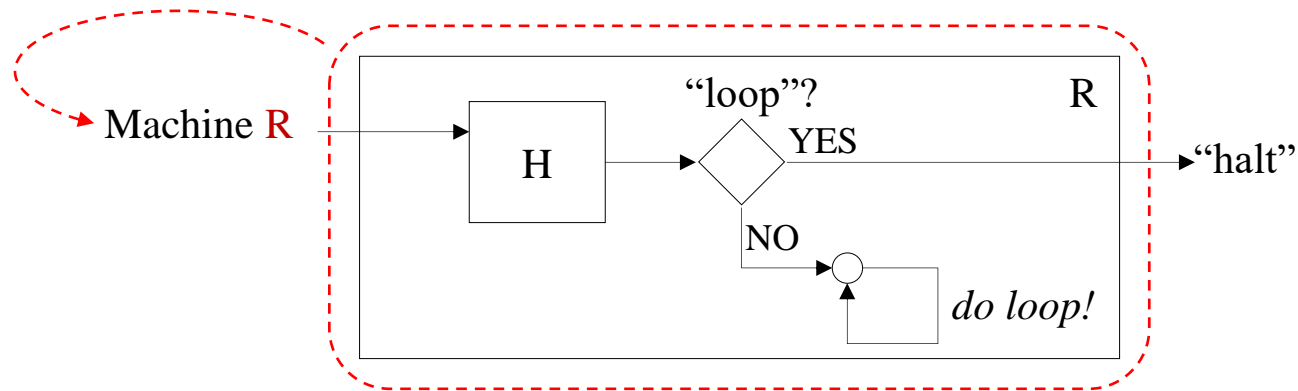 “loop”?
R
Machine R
H
YES
“halt”
NO
do loop!